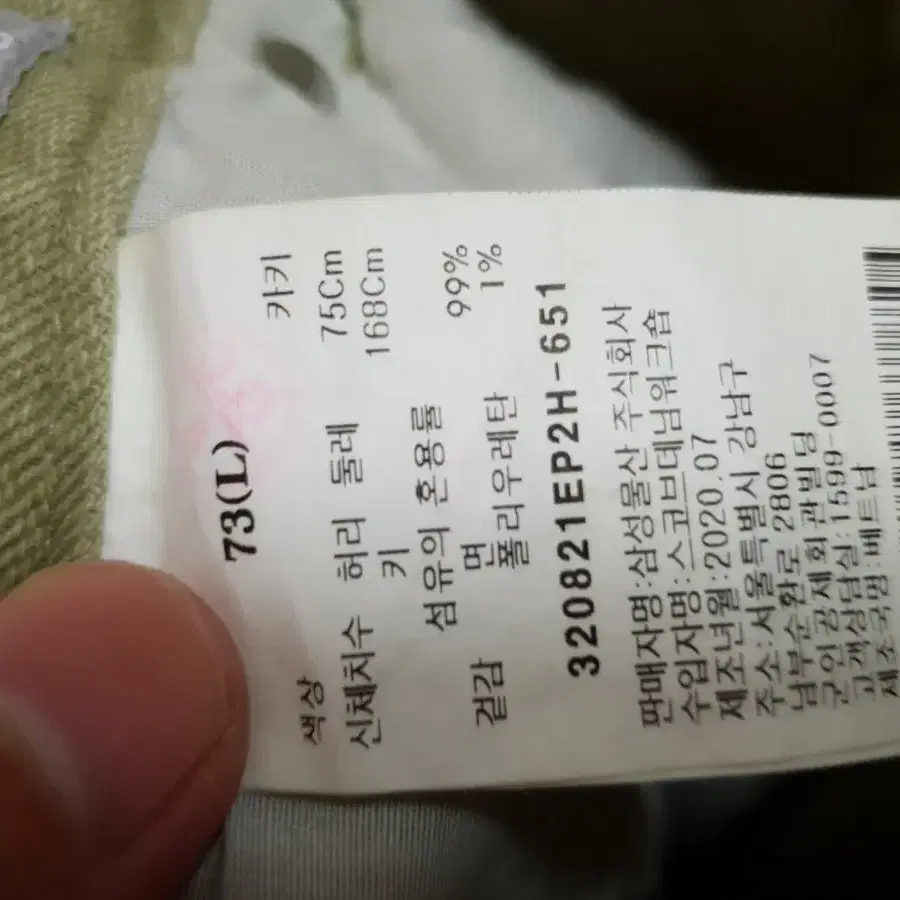 73(L)
색상 카키
신체치수 허리 둘레 75Cm
키 168Cm
섬유의 혼용률
겉감 면 99%
폴리우레탄 1%
320821EP2H-651
판매자명:삼성물산 주식회사
수입자명:스코브데님워크숍
제조년월:2020.07
주소:서울특별시 강남구
남부순환로 2806
군인공제회관빌딩
고객상담실:1599-0007
제조국명:베트남